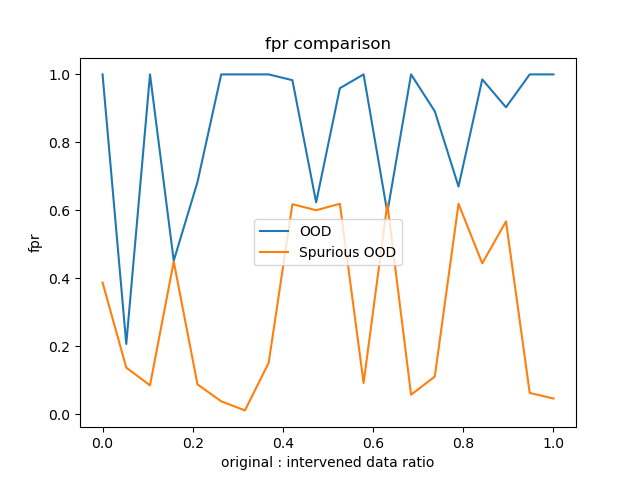 fpr comparison
1.0
0.8
0.6
0.4
0.2
0.0
fpr
OOD
Spurious OOD
0.0 0.2 0.4 0.6 0.8 1.0
original : intervened data ratio